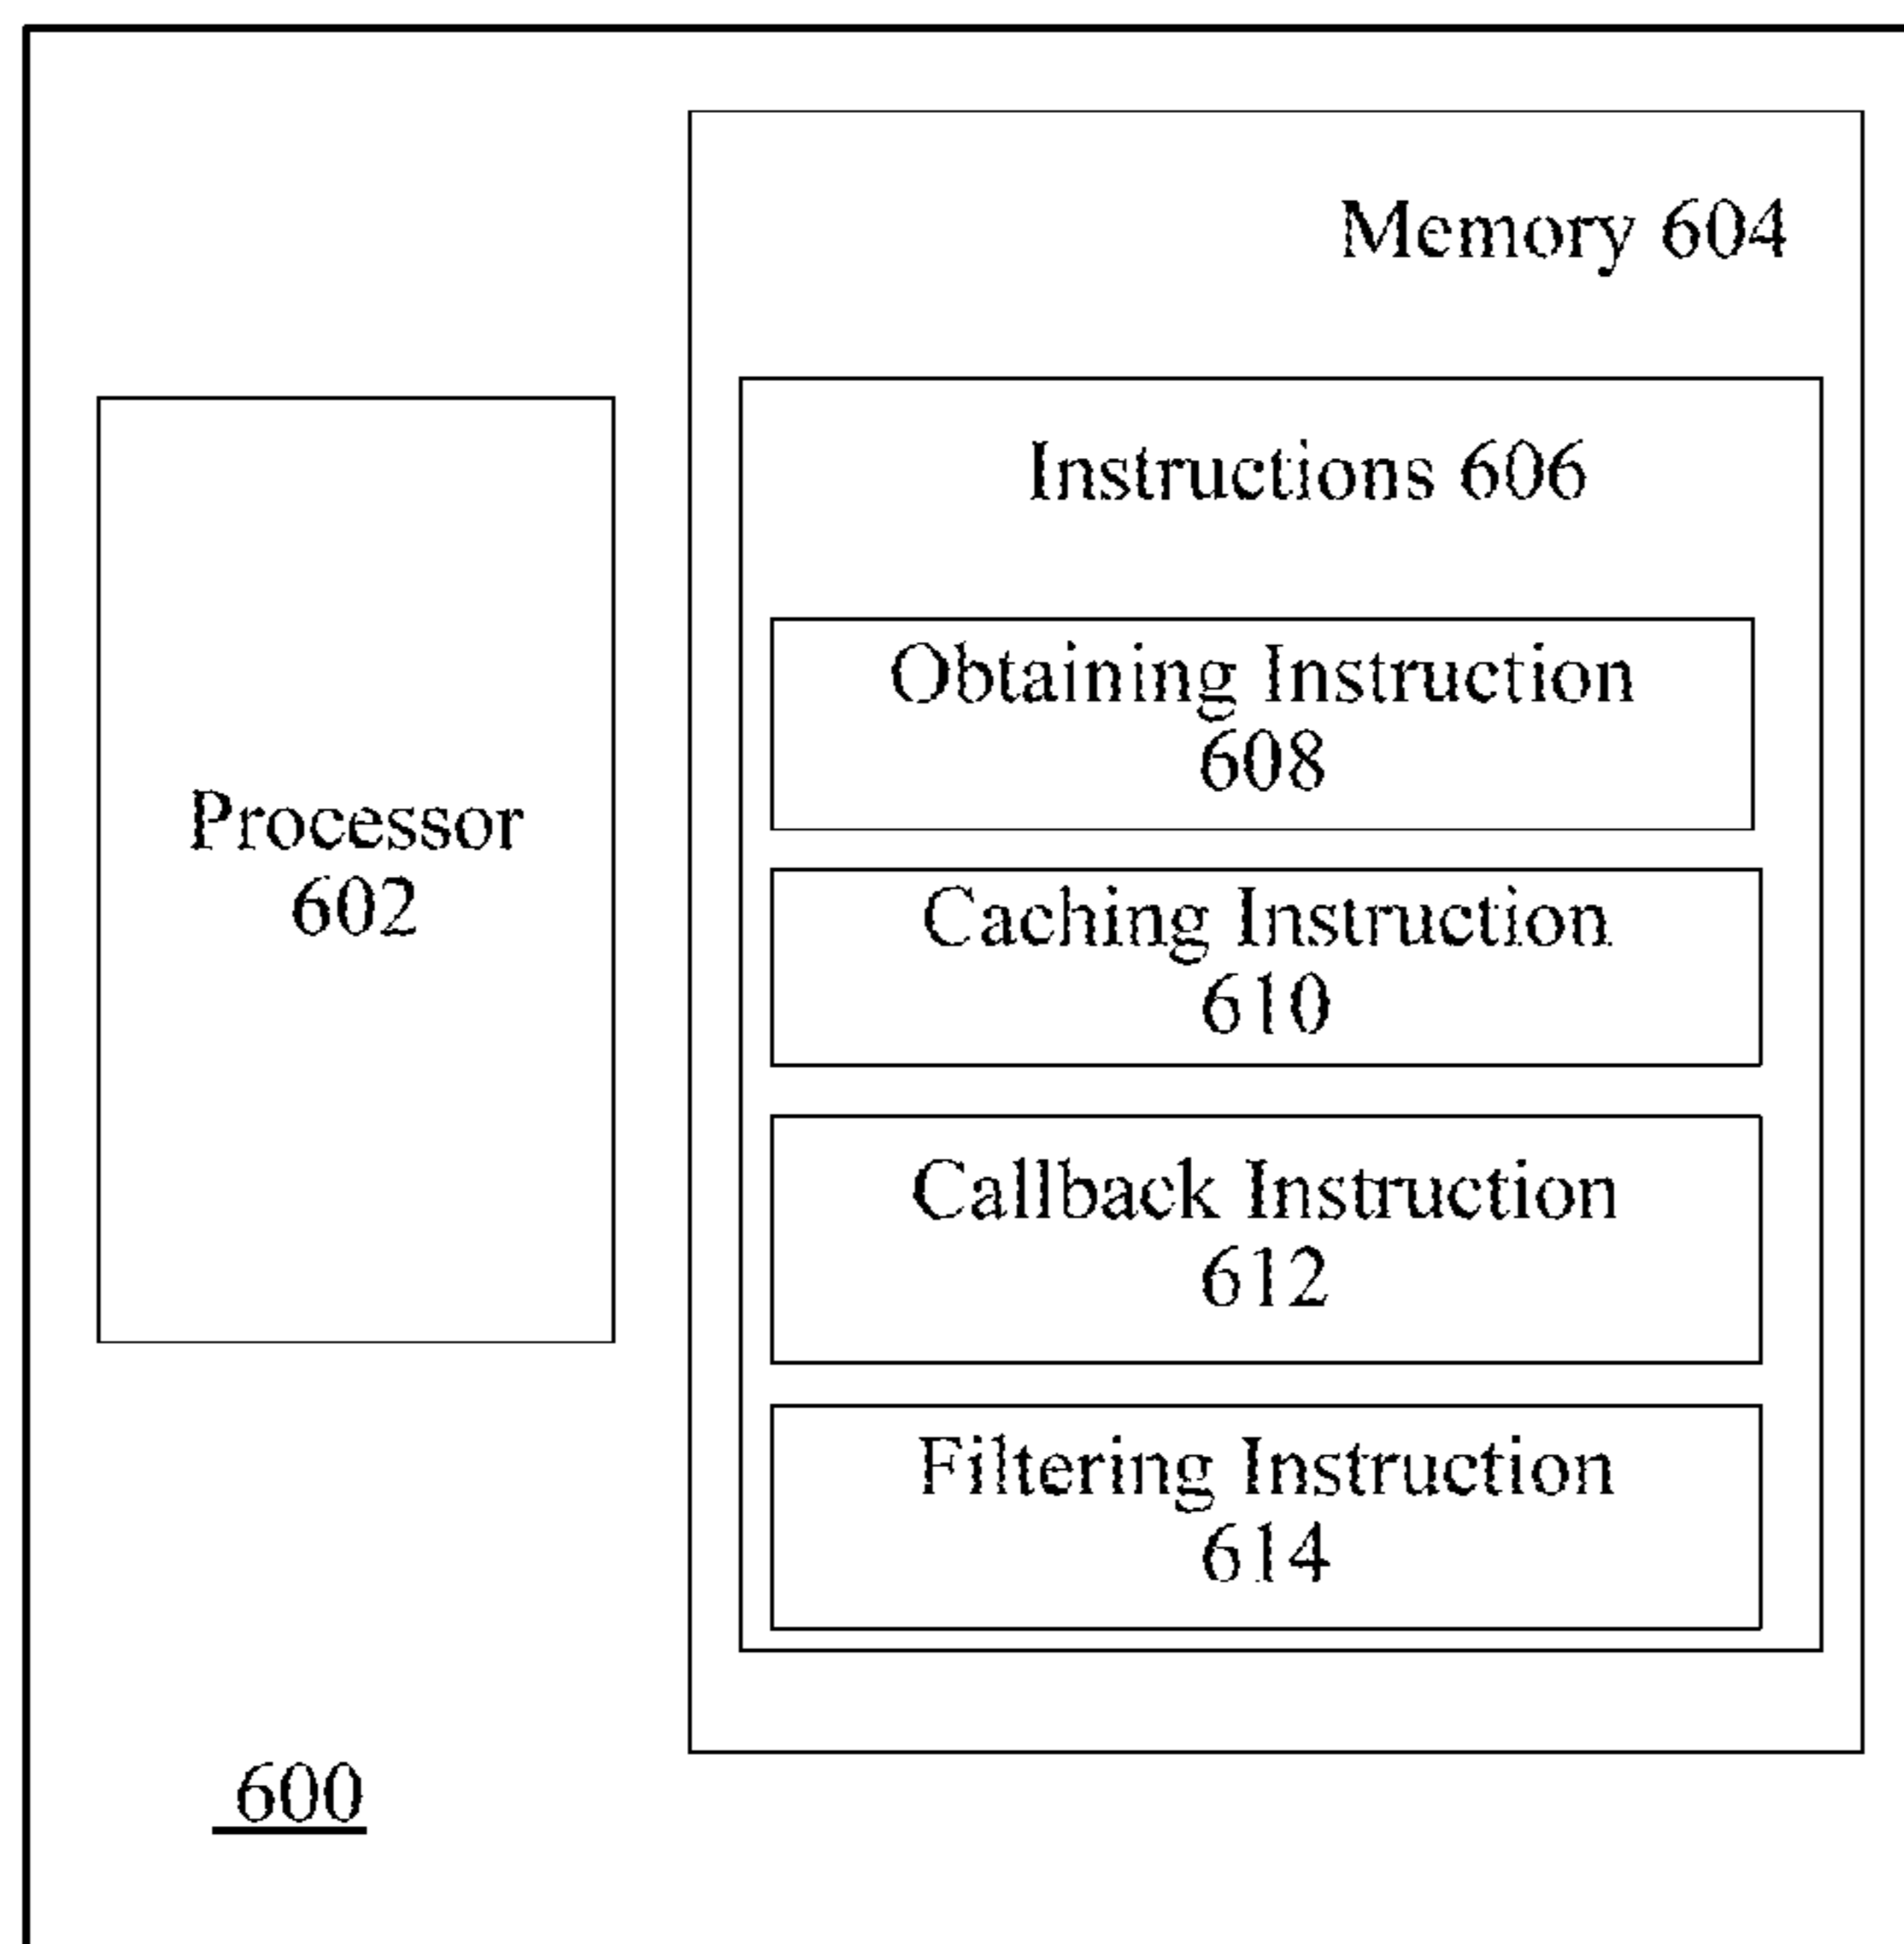 Memory 604
Instructions 606
Obtaining Instruction
608
Processor
602
Caching Instruction
610
Callback Instruction
612
Filtering Instruction
614
600